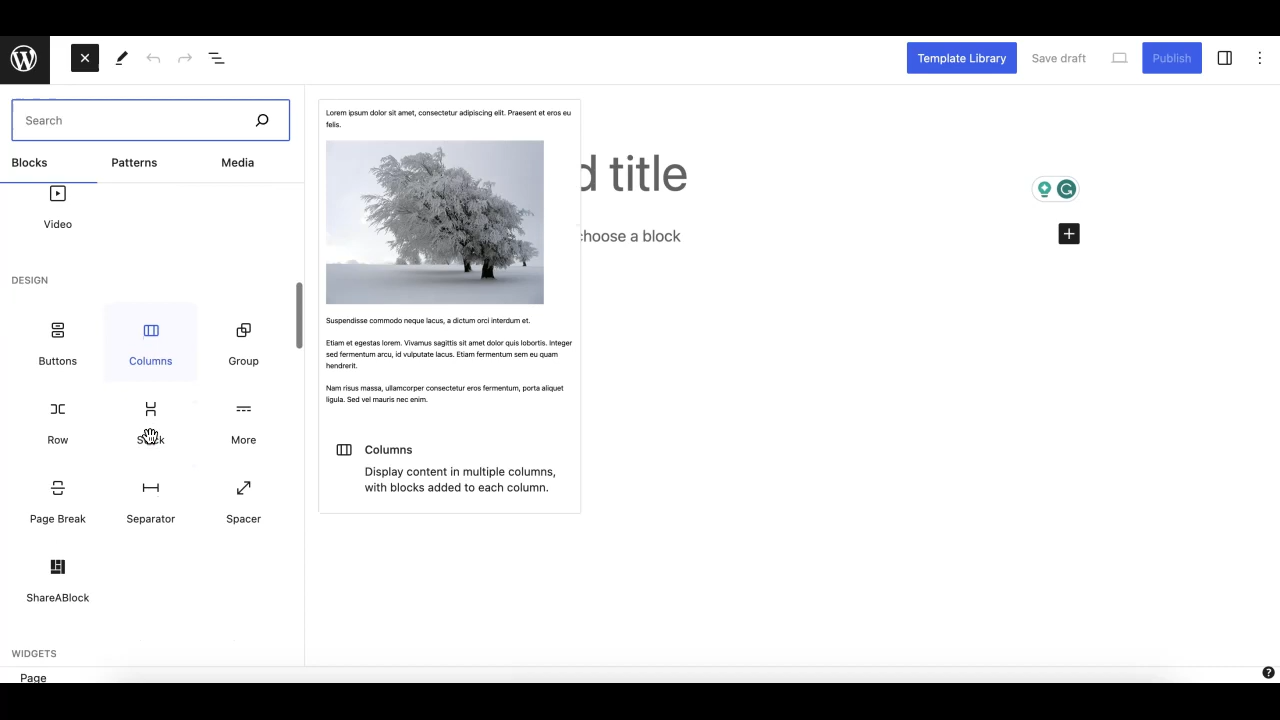 Template Library
Save draft
Publish
Search
Blocks
Patterns
Media
Video
DESIGN
Buttons
Columns
Group
Row
More
Page Break
Separator
Spacer
ShareABlock
WIDGETS
Page
Lorem ipsum dolor sit amet, consectetur adipiscing elit. Praesent et eros eu
felis.
Suspendisse commodo neque lacus, a dictum orci interdum et.
Etiam et egestas lorem. Vivamus sagittis sit amet dolor quis lobortis. Integer
sed fermentum arcu, id vulputate lacus. Etiam fermentum sem eu quam
hendrerit.
Nam risus massa, ullamcorper consectetur eros fermentum, porta aliquet
ligula. Sed vel mauris nec enim.
Columns
Display content in multiple columns,
with blocks added to each column.
d title
choose a block